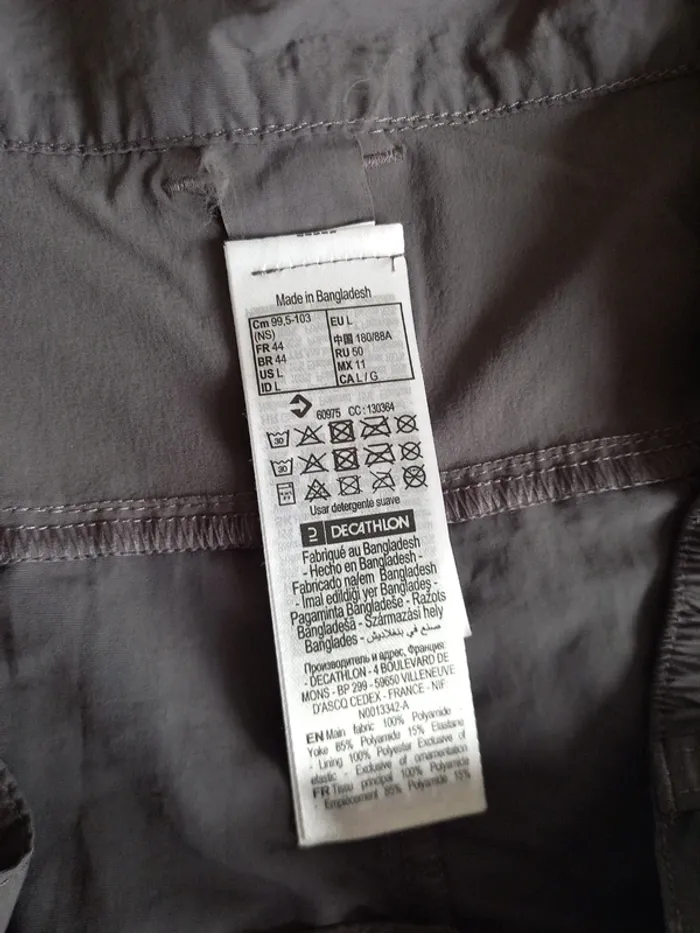 Made in Bangladesh
Cm 99,5-103
(NS)
FR 44
BR 44
US L
ID L
EU L
中国 180/88A
RU 50
MX 11
CA L / G
60975 CC : 130364
30
30
Usar detergente suave
DECATHLON
Fabriqué au Bangladesh
- Hecho en Bangladesh -
Fabricado na/em Bangladesh
- İmal edildiği yer Bangladeş -
Pagaminta Bangladeše - Ražots
Bangladešā - Származási hely
Banglades - صنع في بنغلاديش
Производитель и адрес, Франция:
- DECATHLON - 4 BOULEVARD DE
MONS - BP 299 - 59650 VILLENEUVE
D'ASCQ CEDEX - FRANCE - NIF
N0013342-A
EN Main fabric 100% Polyamide -
Yoke 85% Polyamide 15% Elastane
- Lining 100% Polyester Exclusive of
elastic - Exclusive of ornamentation
FR Tissu principal 100% Polyamide
- Empiècement 85% Polyamide 15%